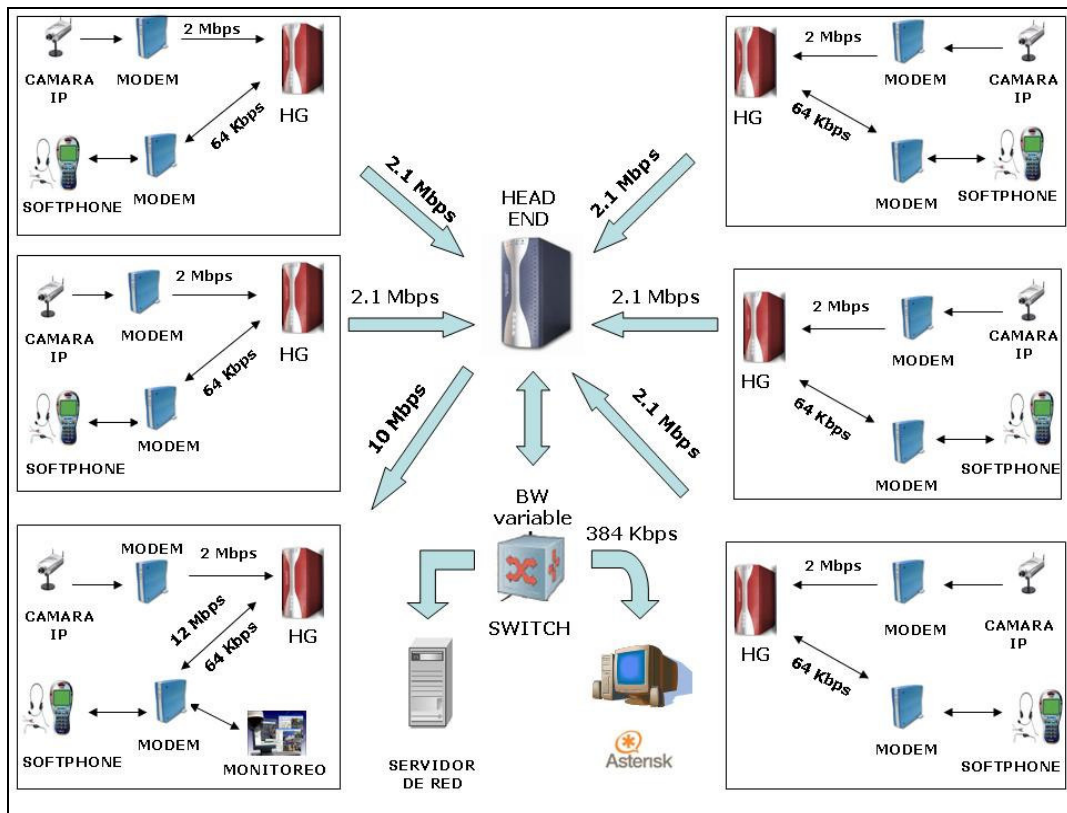 2 Mbps
CAMARA
IP
MODEM
HG
64 Kbps
SOFTPHONE
MODEM
2 Mbps
MODEM
CAMARA
IP
HG
64 Kbps
MODEM
SOFTPHONE
2.1 Mbps
HEAD
END
2.1 Mbps
2 Mbps
CAMARA
IP
MODEM
HG
64 Kbps
SOFTPHONE
MODEM
2.1 Mbps
2.1 Mbps
2 Mbps
MODEM
CAMARA
IP
HG
64 Kbps
MODEM
SOFTPHONE
10 Mbps
2.1 Mbps
BW
variable
384 Kbps
SWITCH
SERVIDOR
DE RED
Asterisk
MODEM
2 Mbps
CAMARA
IP
12 Mbps
64 Kbps
HG
SOFTPHONE
MODEM
MONITOREO
2 Mbps
MODEM
CAMARA
IP
HG
64 Kbps
MODEM
SOFTPHONE